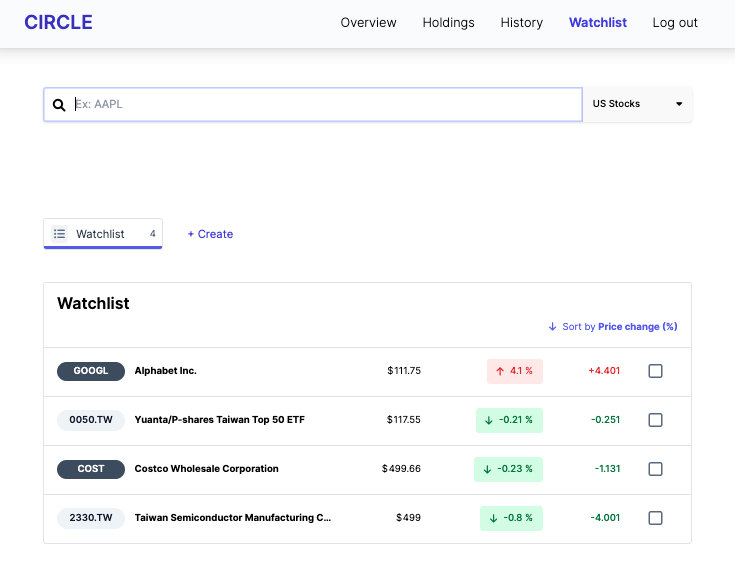 CIRCLE Overview Holdings History Watchlist Log out
Ex: AAPL US Stocks
Watchlist 4 + Create
Watchlist
Sort by Price change (%)
GOOGL Alphabet Inc. $111.75 4.1 % +4.401
0050.TW Yuanta/P-shares Taiwan Top 50 ETF $117.55 -0.21 % -0.251
COST Costco Wholesale Corporation $499.66 -0.23 % -1.131
2330.TW Taiwan Semiconductor Manufacturing C... $499 -0.8 % -4.001